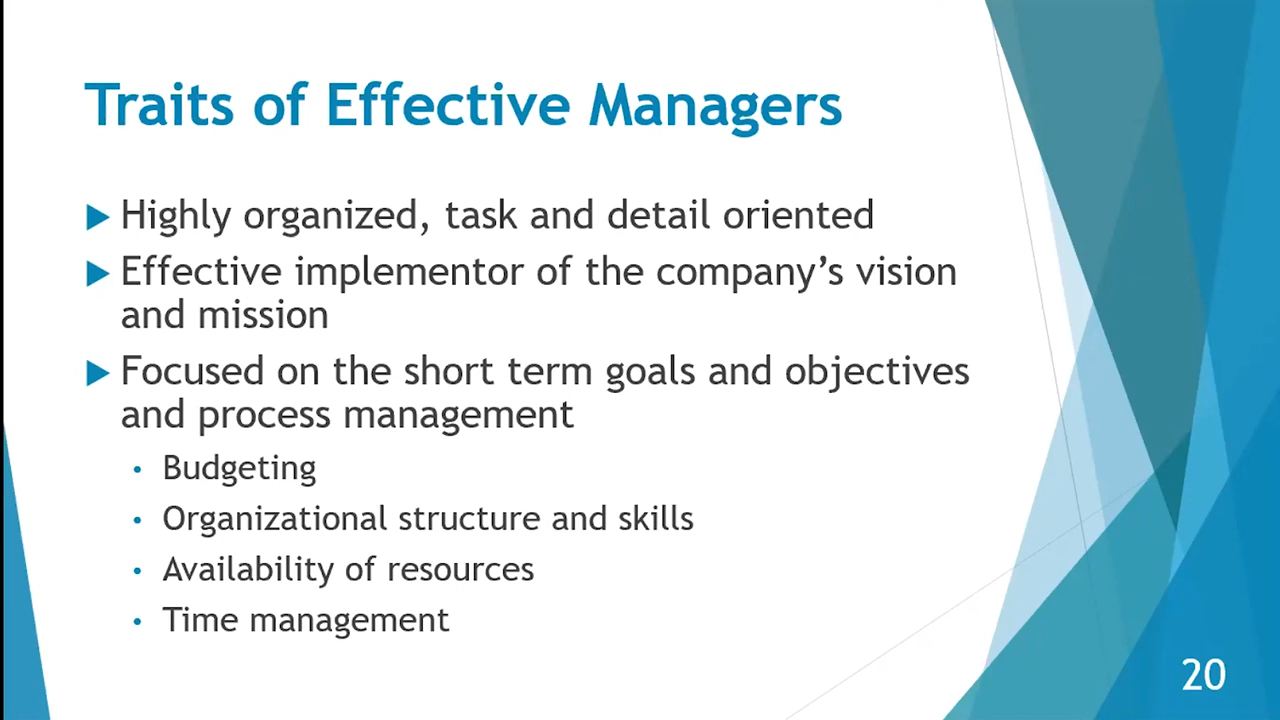 Traits of Effective Managers
Highly organized, task and detail oriented
Effective implementor of the company’s vision
and mission
Focused on the short term goals and objectives
and process management
Budgeting
Organizational structure and skills
Availability of resources
Time management
20